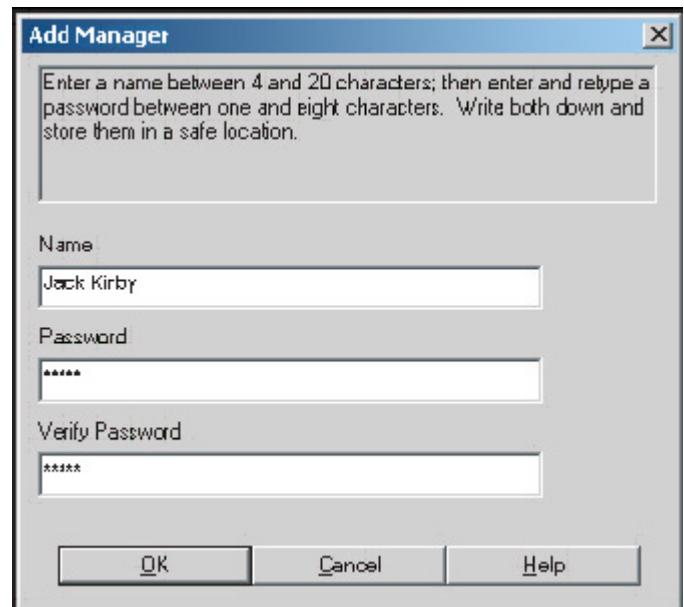 Add Manager
Enter a name between 4 and 20 characters; then enter and retype a
password between one and eight characters. Write both down and
store them in a safe location.
Name
Jack Kirby
Password
*****
Verify Password
*****
OK Cancel Help